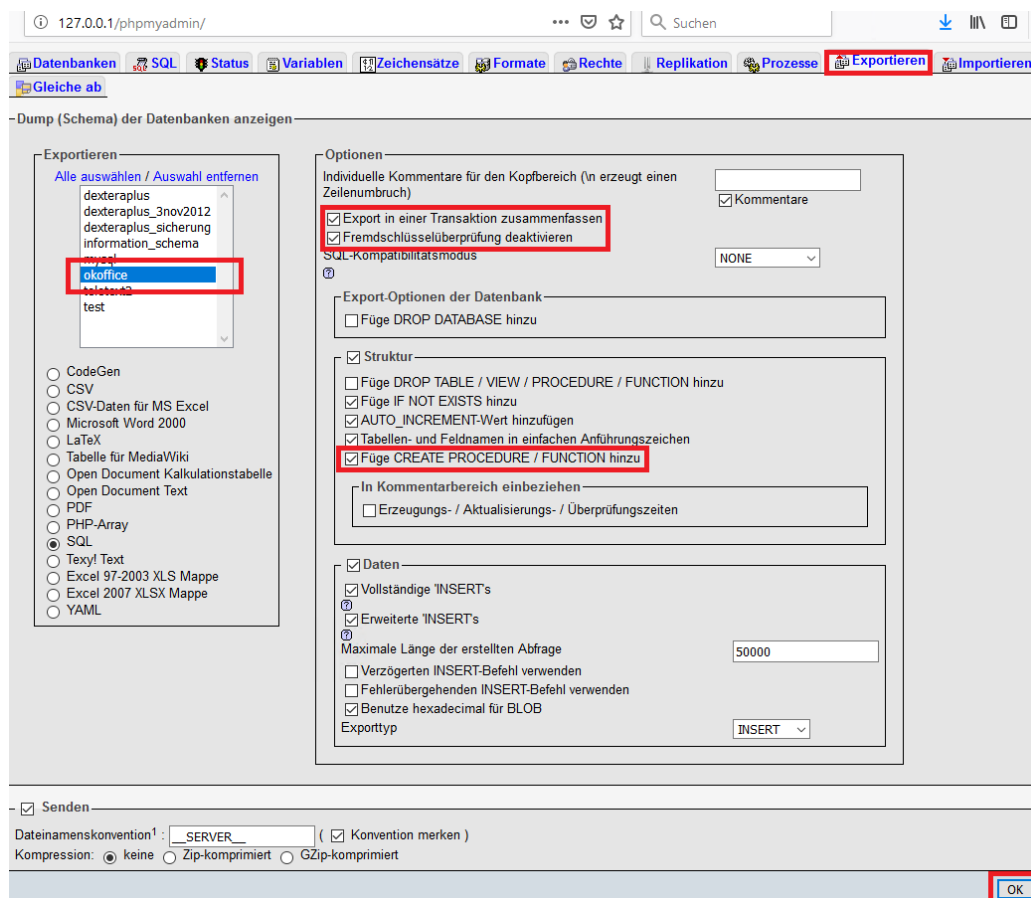 127.0.0.1/phpmyadmin/ Suchen
Datenbanken SQL Status Variablen Zeichensätze Formate Rechte Replikation Prozesse Exportieren Importieren
Gleiche ab
Dump (Schema) der Datenbanken anzeigen
Exportieren
Alle auswählen / Auswahl entfernen
dexteraplus
dexteraplus_3nov2012
dexteraplus_sicherung
information_schema
mysql
okoffice
teletext2
test
CodeGen
CSV
CSV-Daten für MS Excel
Microsoft Word 2000
LaTeX
Tabelle für MediaWiki
Open Document Kalkulationstabelle
Open Document Text
PDF
PHP-Array
SQL
Texy! Text
Excel 97-2003 XLS Mappe
Excel 2007 XLSX Mappe
YAML
Optionen
Individuelle Kommentare für den Kopfbereich (\n erzeugt einen
Zeilenumbruch)
Kommentare
Export in einer Transaktion zusammenfassen
Fremdschlüsselüberprüfung deaktivieren
SQL-Kompatibilitätsmodus NONE
Export-Optionen der Datenbank
Füge DROP DATABASE hinzu
Struktur
Füge DROP TABLE / VIEW / PROCEDURE / FUNCTION hinzu
Füge IF NOT EXISTS hinzu
AUTO_INCREMENT-Wert hinzufügen
Tabellen- und Feldnamen in einfachen Anführungszeichen
Füge CREATE PROCEDURE / FUNCTION hinzu
In Kommentarbereich einbeziehen
Erzeugungs- / Aktualisierungs- / Überprüfungszeiten
Daten
Vollständige 'INSERT's
Erweiterte 'INSERT's
Maximale Länge der erstellten Abfrage 50000
Verzögerten INSERT-Befehl verwenden
Fehlerübergehenden INSERT-Befehl verwenden
Benutze hexadecimal für BLOB
Exporttyp INSERT
Senden
Dateinamenskonvention1 : __SERVER__ ( Konvention merken )
Kompression: keine Zip-komprimiert GZip-komprimiert
OK